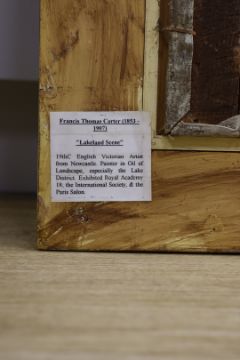 Francis Thomas Carter (1853 -
1907)
"Lakeland Scene"
19thC English Victorian Artist
from Newcastle. Painter in Oil of
Landscape, especially the Lake
District. Exhibited Royal Academy
18, the International Society, & the
Paris Salon.